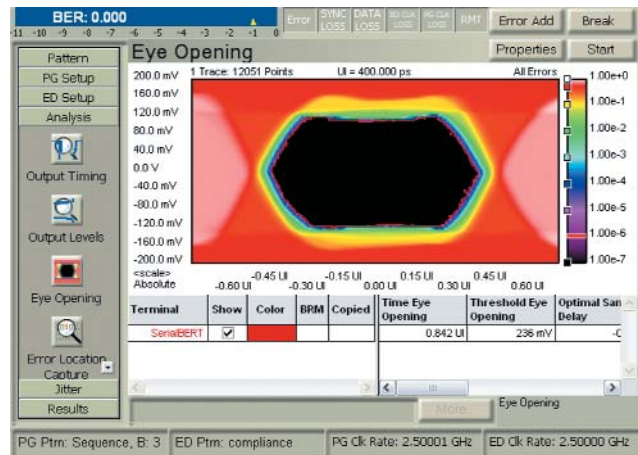 BER: 0.000
-11 -10 -9 -8 -7 -6 -5 -4 -3 -2 -1 0
Error
SYNC LOSS
DATA LOSS
ED CLK LOSS
PG CLK LOSS
RMT
Error Add
Break
Eye Opening
Properties
Start
Pattern
PG Setup
ED Setup
Analysis
Output Timing
Output Levels
Eye Opening
Error Location Capture
Jitter
Results
1 Trace: 12051 Points
UI = 400.000 ps
All Errors
200.0 mV
160.0 mV
120.0 mV
80.0 mV
40.0 mV
0.0 V
-40.0 mV
-80.0 mV
-120.0 mV
-160.0 mV
-200.0 mV
1.00e+0
1.00e-1
1.00e-2
1.00e-3
1.00e-4
1.00e-5
1.00e-6
1.00e-7
<scale>
Absolute
-0.60 UI
-0.45 UI
-0.30 UI
-0.15 UI
0.00 UI
0.15 UI
0.30 UI
0.45 UI
0.60 UI
Terminal
Show
Color
BRM
Copied
Time Eye Opening
Threshold Eye Opening
Optimal Sam
Delay
SerialBERT
0.842 UI
236 mV
More
Eye Opening
PG Ptrn: Sequence, B: 3
ED Ptrn: compliance
PG Clk Rate: 2.50001 GHz
ED Clk Rate: 2.50000 GHz